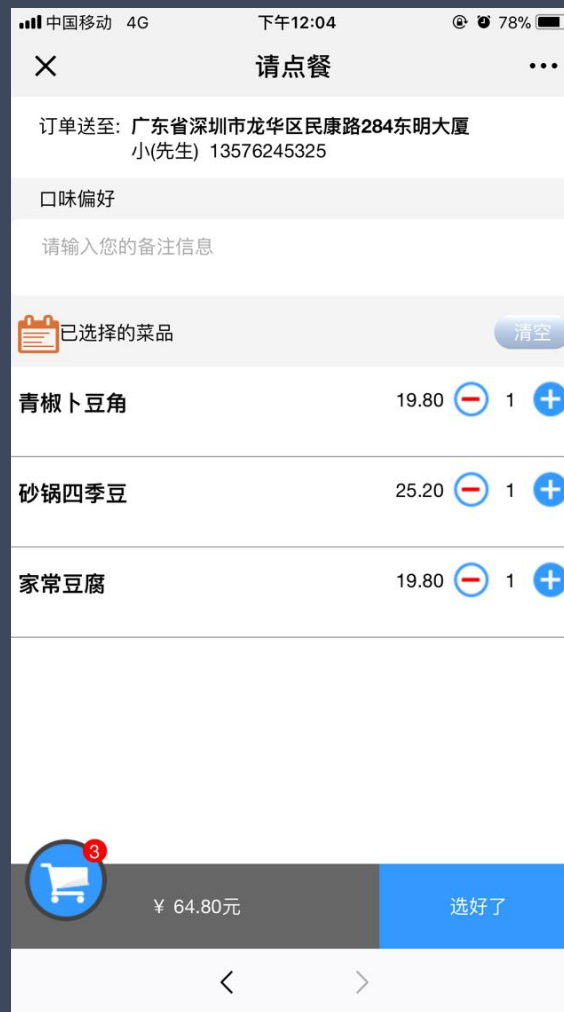 中国移动 4G 下午12:04 78%
请点餐
订单送至: 广东省深圳市龙华区民康路284东明大厦
小(先生) 13576245325
口味偏好
请输入您的备注信息
已选择的菜品 清空
青椒卜豆角 19.80 1
砂锅四季豆 25.20 1
家常豆腐 19.80 1
3
¥ 64.80元 选好了